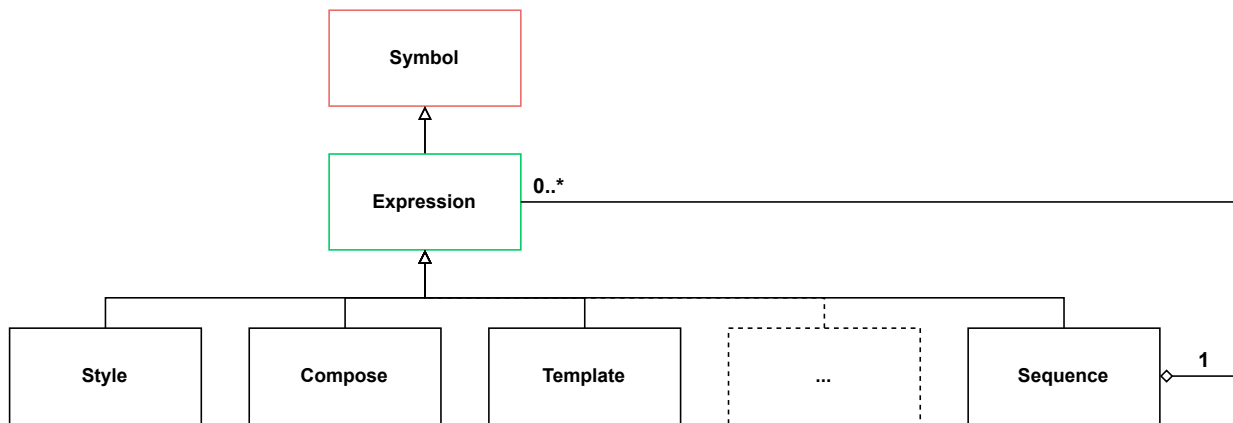 Symbol
Expression
0..*
Style
Compose
Template
...
Sequence
1